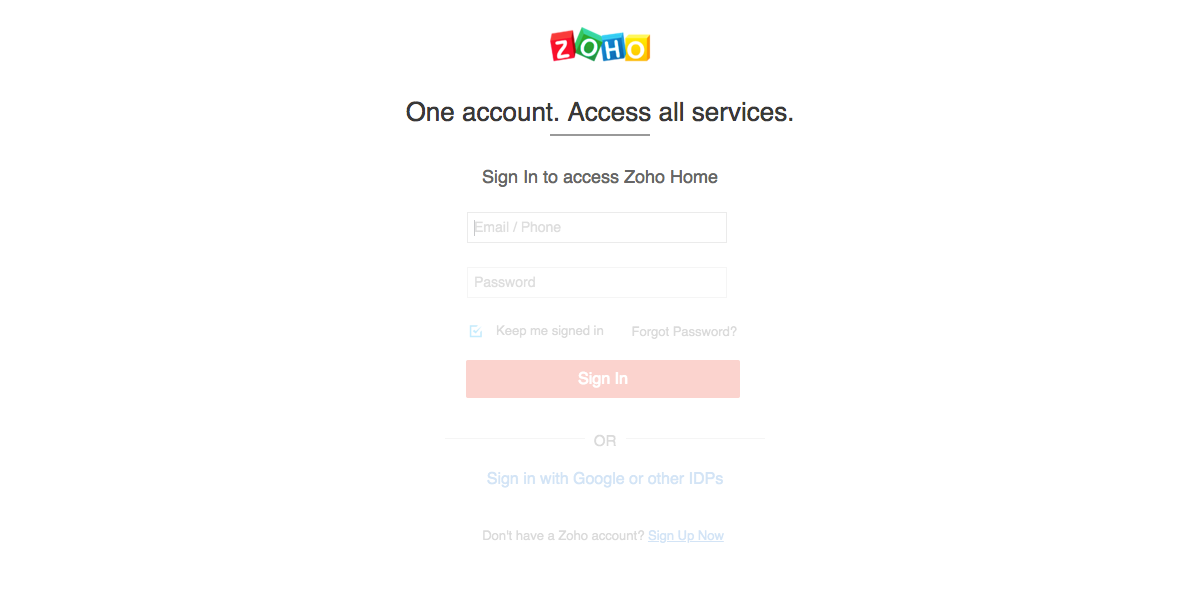 ZOHO
One account. Access all services.
Sign In to access Zoho Home
Email / Phone
Password
Keep me signed in Forgot Password?
Sign In
OR
Sign in with Google or other IDPs
Don't have a Zoho account? Sign Up Now